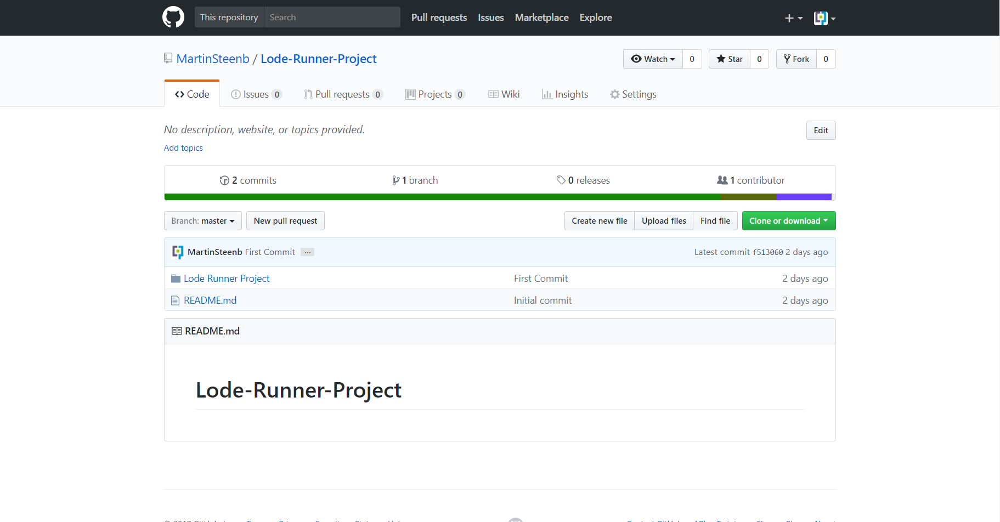 This repository Search Pull requests Issues Marketplace Explore
MartinSteenb / Lode-Runner-Project Watch 0 Star 0 Fork 0
Code Issues 0 Pull requests 0 Projects 0 Wiki Insights Settings
No description, website, or topics provided. Edit
Add topics
2 commits 1 branch 0 releases 1 contributor
Branch: master New pull request Create new file Upload files Find file Clone or download
MartinSteenb First Commit ... Latest commit f513060 2 days ago
Lode Runner Project First Commit 2 days ago
README.md Initial commit 2 days ago
README.md
Lode-Runner-Project